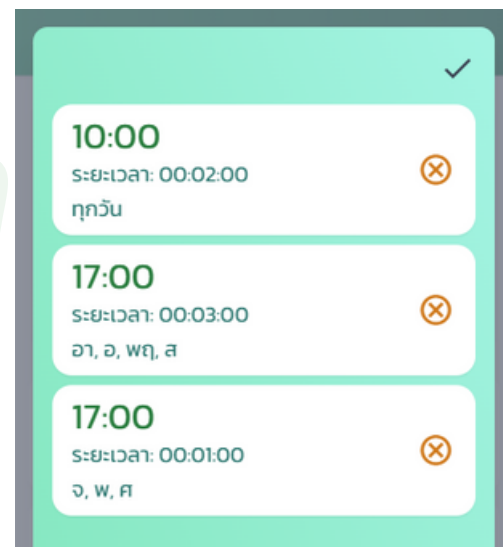 10:00
ระยะเวลา: 00:02:00
ทุกวัน
17:00
ระยะเวลา: 00:03:00
อา, อ, พฤ, ส
17:00
ระยะเวลา: 00:01:00
จ, พ, ศ